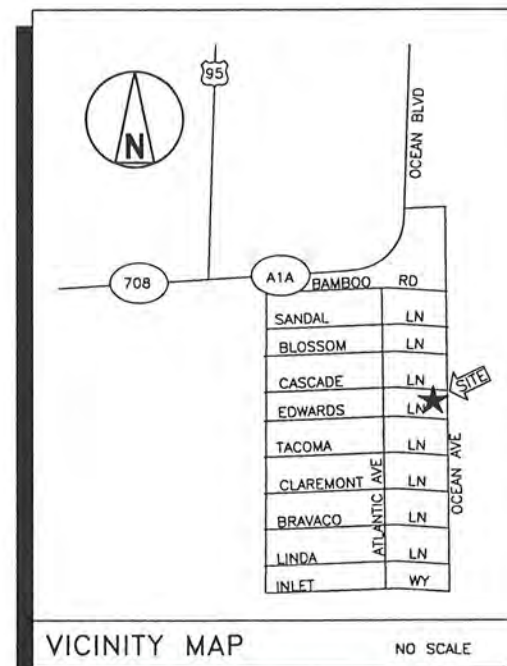 95
OCEAN BLVD
N
708
A1A
BAMBOO RD
SANDAL LN
BLOSSOM LN
CASCADE LN
SITE
EDWARDS LN
TACOMA LN
CLAREMONT LN
BRAVACO LN
LINDA LN
INLET WY
ATLANTIC AVE
OCEAN AVE
VICINITY MAP NO SCALE